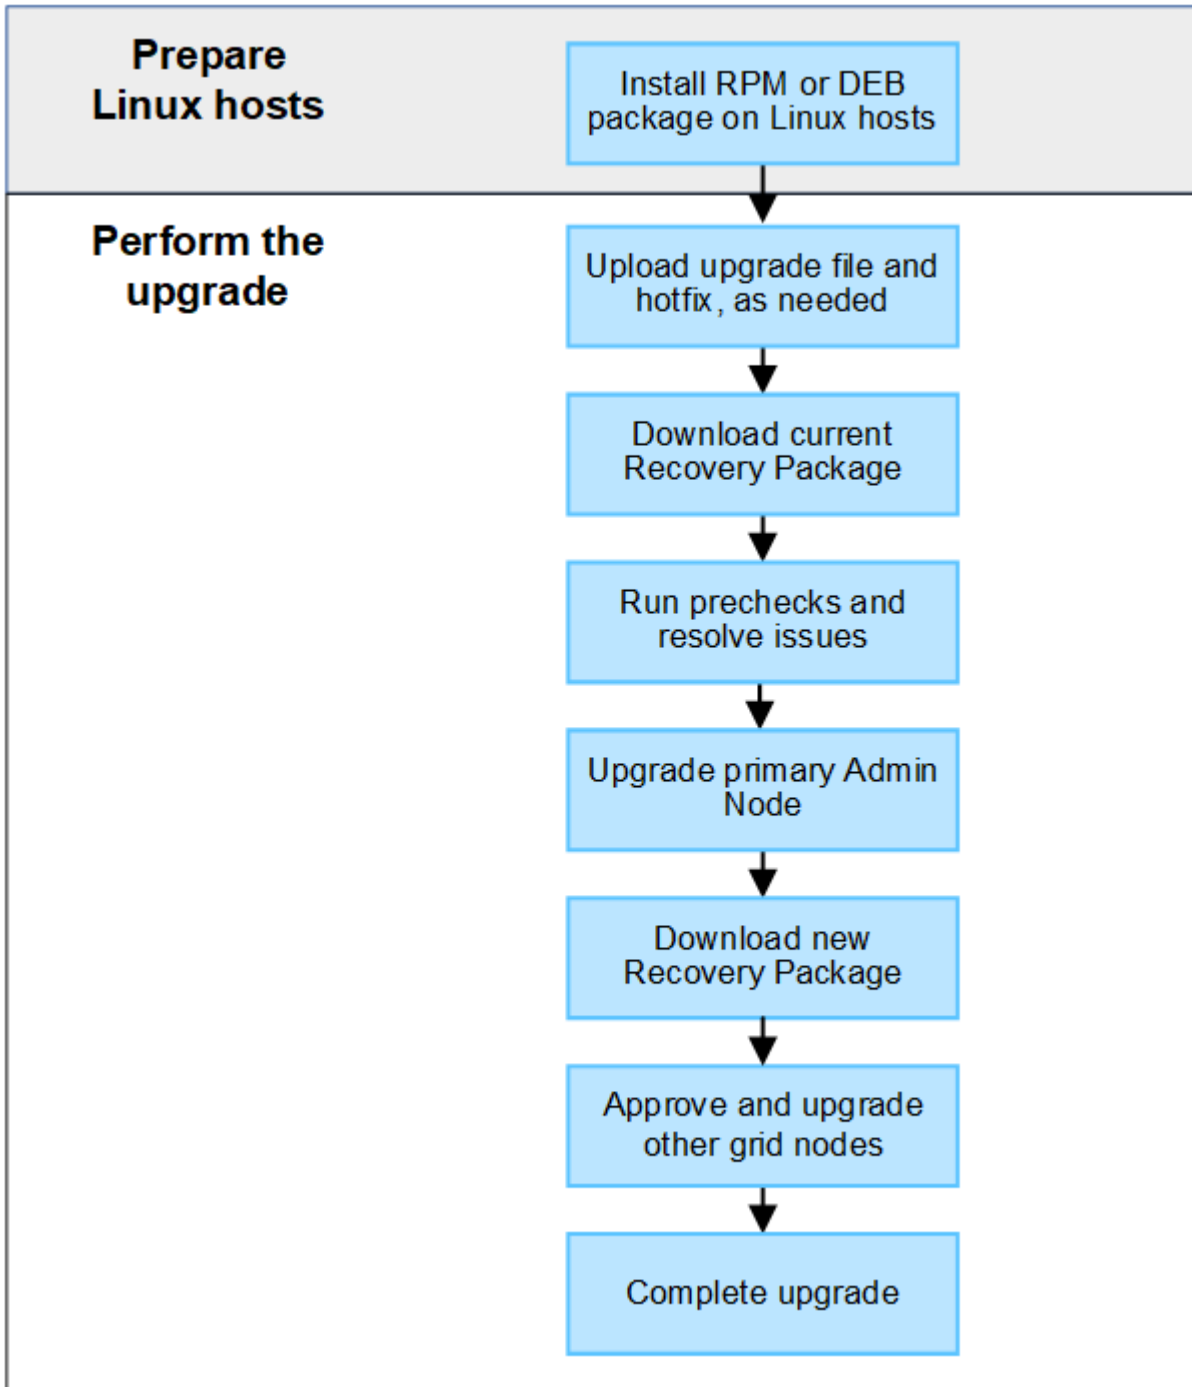 Prepare
Linux hosts
Install RPM or DEB
package on Linux hosts
Perform the
upgrade
Upload upgrade file and
hotfix, as needed
Download current
Recovery Package
Run prechecks and
resolve issues
Upgrade primary Admin
Node
Download new
Recovery Package
Approve and upgrade
other grid nodes
Complete upgrade